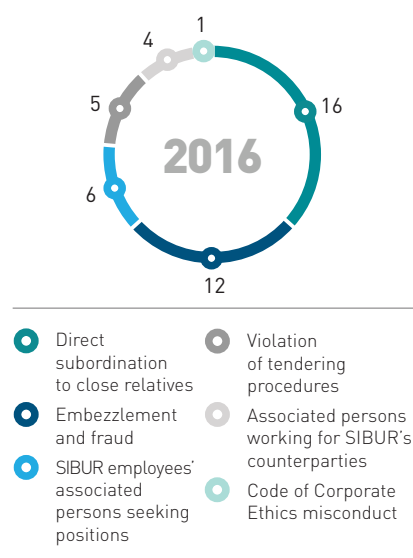 1
4
16
5
2016
6
12
Direct
subordination
to close relatives
Embezzlement
and fraud
SIBUR employees’
associated
persons seeking
positions
Violation
of tendering
procedures
Associated persons
working for SIBUR’s
counterparties
Code of Corporate
Ethics misconduct